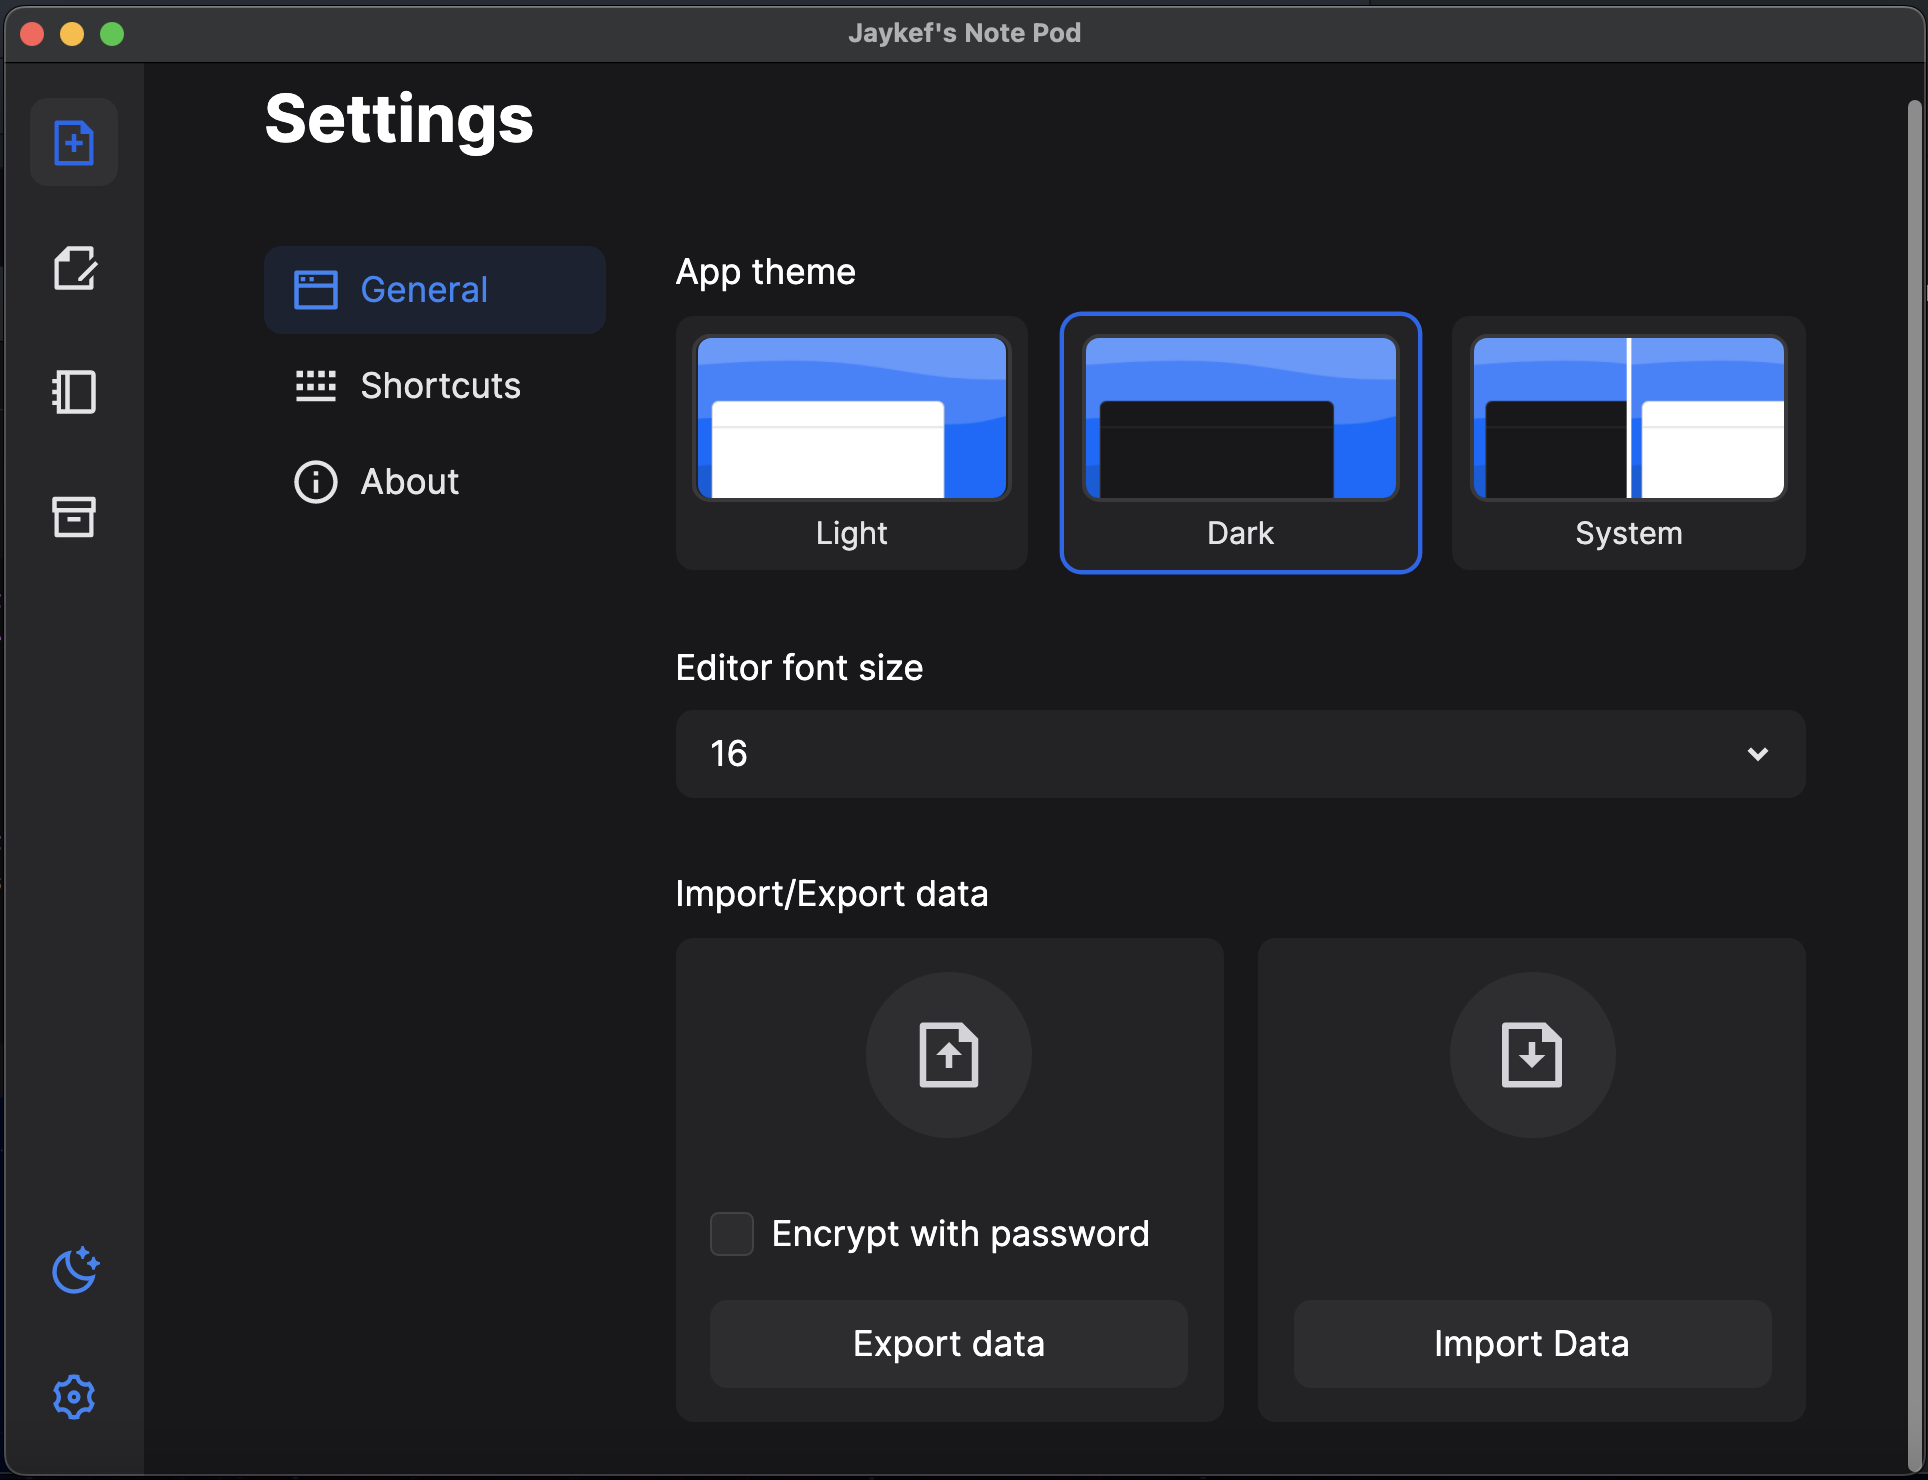 Jaykef's Note Pod
Settings
General
Shortcuts
About
App theme
Light
Dark
System
Editor font size
16
Import/Export data
Encrypt with password
Export data
Import Data